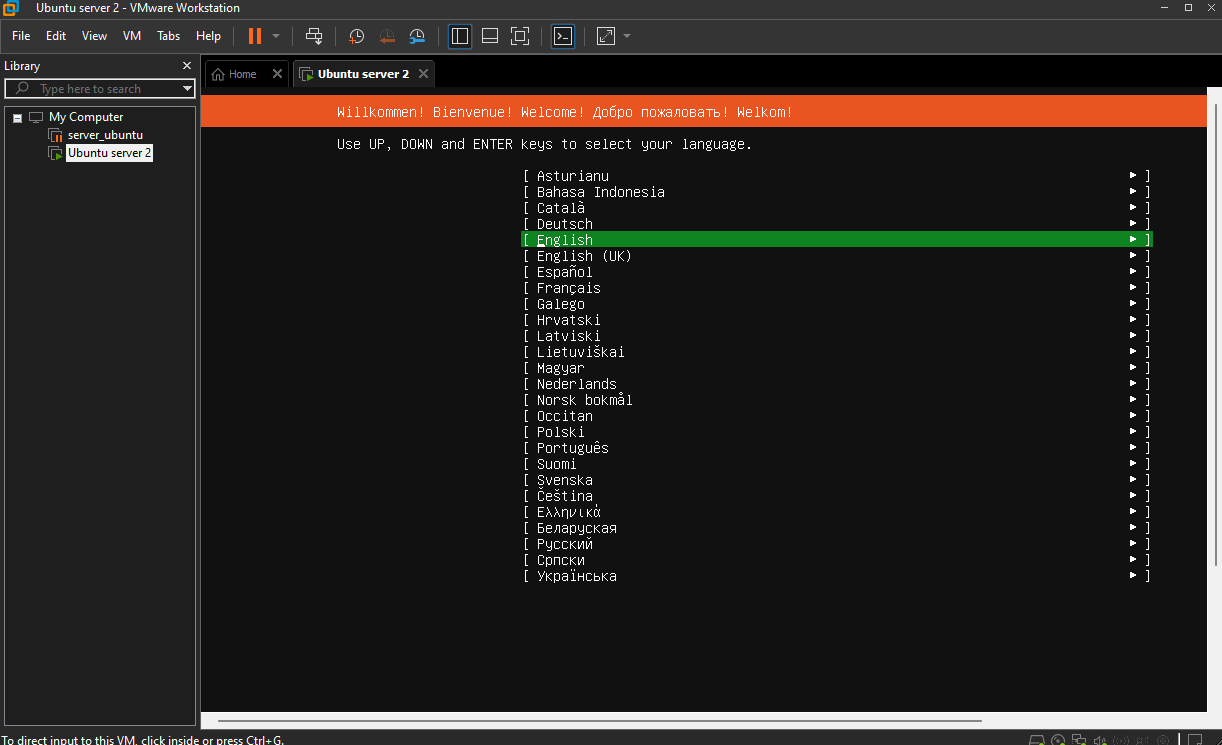 Ubuntu server 2 - VMware Workstation
File Edit View VM Tabs Help
Library
Type here to search
My Computer
server_ubuntu
Ubuntu server 2
Home
Ubuntu server 2
Willkommen! Bienvenue! Welcome! Добро пожаловать! Welkom!
Use UP, DOWN and ENTER keys to select your language.
[ Asturianu ► ]
[ Bahasa Indonesia ► ]
[ Català ► ]
[ Deutsch ► ]
[ English ► ]
[ English (UK) ► ]
[ Español ► ]
[ Français ► ]
[ Galego ► ]
[ Hrvatski ► ]
[ Latviski ► ]
[ Lietuviškai ► ]
[ Magyar ► ]
[ Nederlands ► ]
[ Norsk bokmål ► ]
[ Occitan ► ]
[ Polski ► ]
[ Português ► ]
[ Suomi ► ]
[ Svenska ► ]
[ Čeština ► ]
[ Ελληνικά ► ]
[ Беларуская ► ]
[ Русский ► ]
[ Српски ► ]
[ Українська ► ]
To direct input to this VM, click inside or press Ctrl+G.